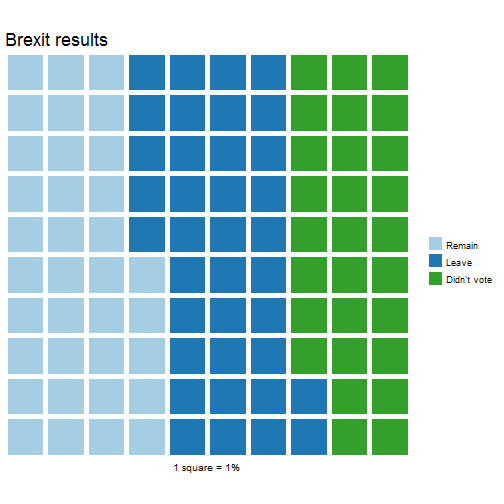 Brexit results
Remain
Leave
Didn't vote
1 square = 1%